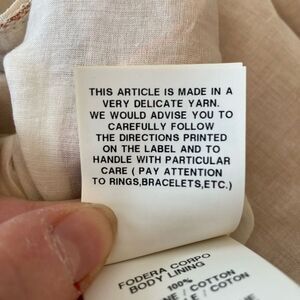 THIS ARTICLE IS MADE IN A
VERY DELICATE YARN.
WE WOULD ADVISE YOU TO
CAREFULLY FOLLOW
THE DIRECTIONS PRINTED
ON THE LABEL AND TO
HANDLE WITH PARTICULAR
CARE ( PAY ATTENTION
TO RINGS,BRACELETS,ETC.)
FODERA CORPO
BODY LINING
100%
/ COTTON
/ COTON